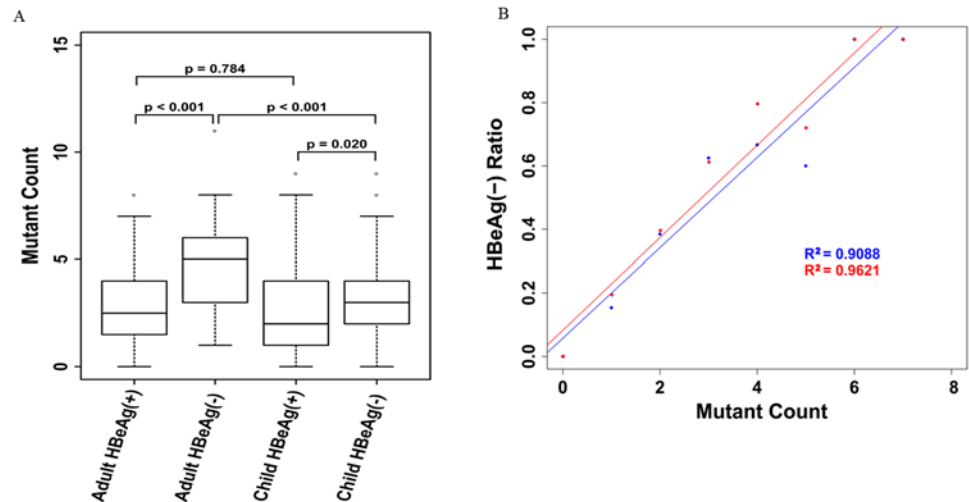 A
15
10
5
0
Mutant Count
p = 0.784
p < 0.001
p < 0.001
p = 0.020
Adult HBeAg(+)
Adult HBeAg(-)
Child HBeAg(+)
Child HBeAg(-)
B
1.0
0.8
0.6
0.4
0.2
0.0
HBeAg(−) Ratio
R² = 0.9088
R² = 0.9621
0 2 4 6 8
Mutant Count